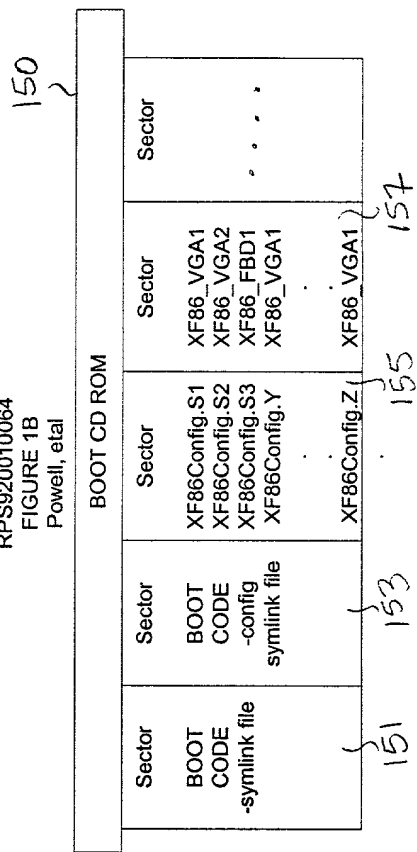 RPS920010064
FIGURE 1B
Powell, etal
150
BOOT CD ROM
Sector
BOOT
CODE
-symlink file
151
Sector
BOOT
CODE
-config
symlink file
153
Sector
XF86Config.S1
XF86Config.S2
XF86Config.S3
XF86Config.Y
XF86Config.Z
155
Sector
XF86_VGA1
XF86_VGA2
XF86_FBD1
XF86_VGA1
XF86_VGA1
157
Sector
. . . .